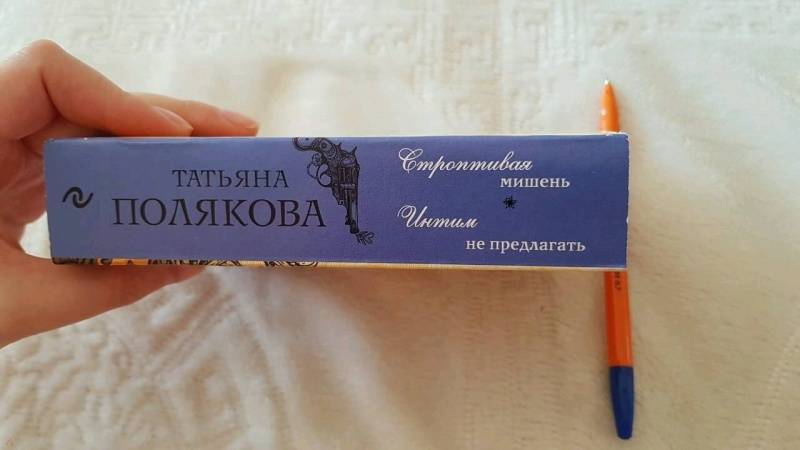 ТАТЬЯНА
ПОЛЯКОВА
Строптивая
мишень
Интим
не предлагать